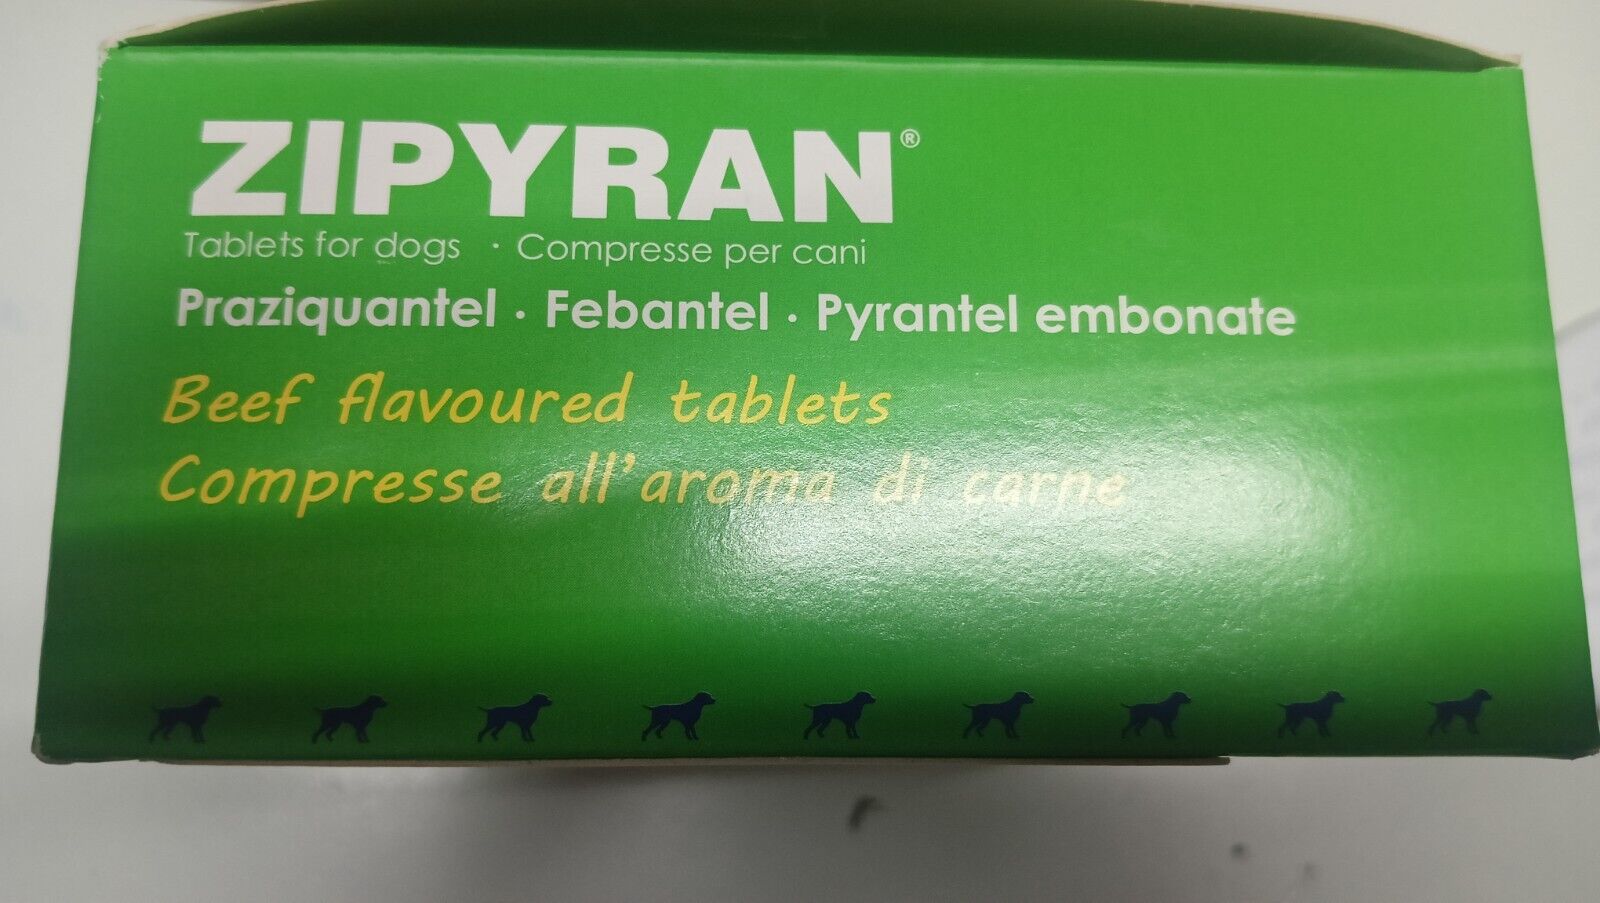 ZIPYRAN®
Tablets for dogs · Compresse per cani
Praziquantel · Febantel · Pyrantel embonate
Beef flavoured tablets
Compresse all'aroma di carne